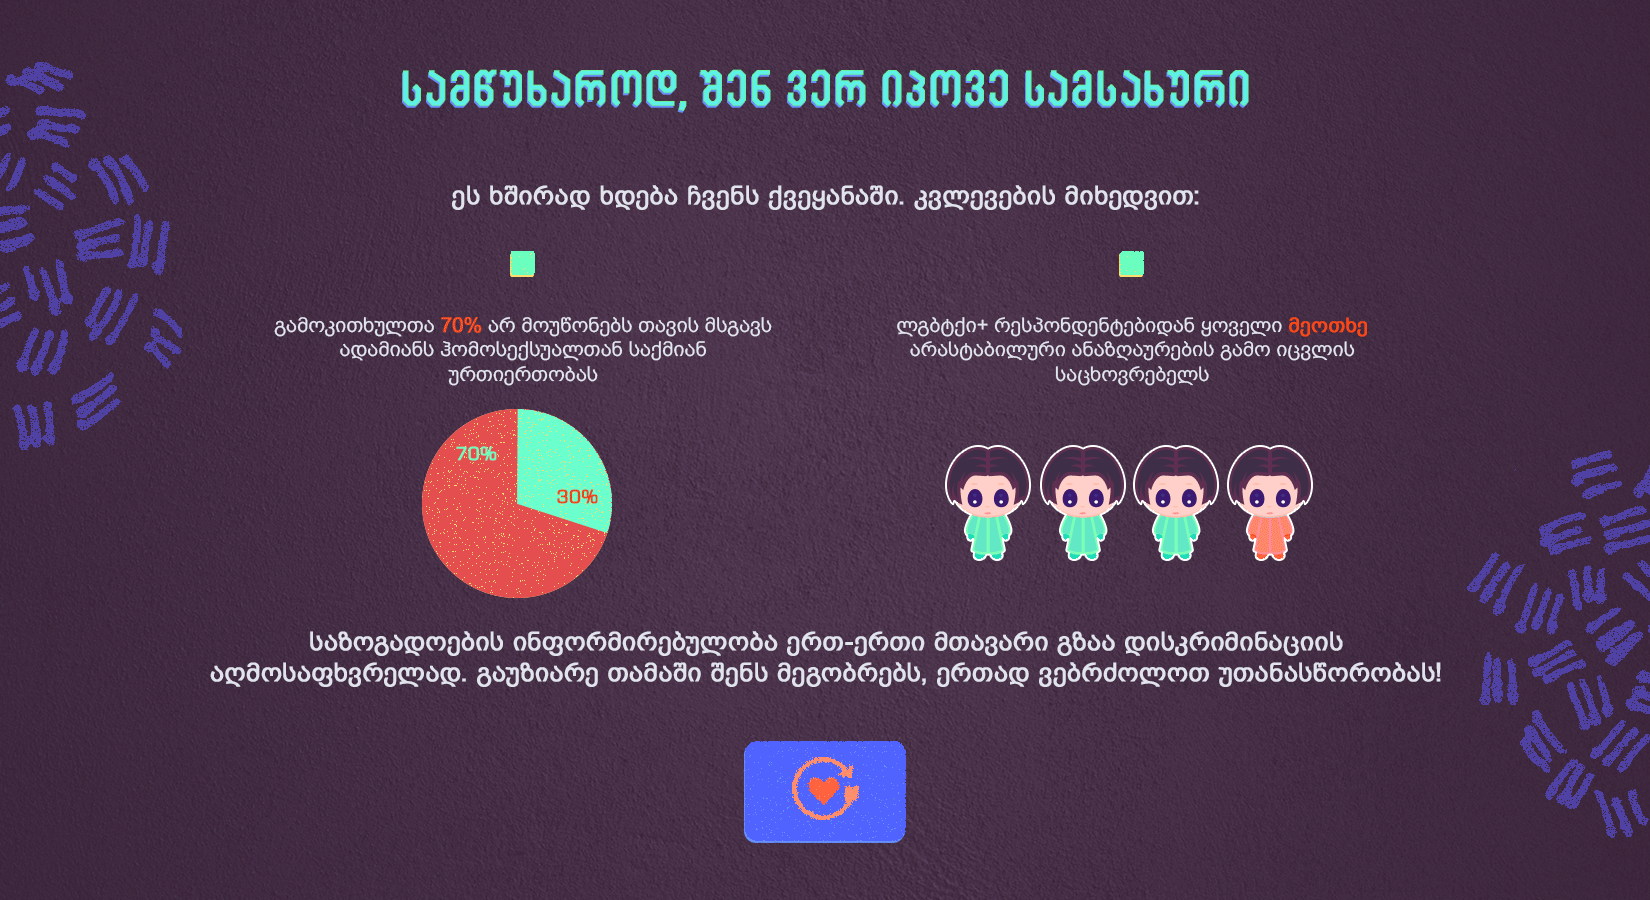 სამწუხაროდ, შენ ვერ იპოვე სამსახური
ეს ხშირად ხდება ჩვენს ქვეყანაში. კვლევების მიხედვით:
გამოკითხულთა 70% არ მოუწონებს თავის მსგავს
ადამიანს ჰომოსექსუალთან საქმიან
ურთიერთობას
70%
30%
ლგბტქი+ რესპონდენტებიდან ყოველი მეოთხე
არასტაბილური ანაზღაურების გამო იცვლის
საცხოვრებელს
საზოგადოების ინფორმირებულობა ერთ-ერთი მთავარი გზაა დისკრიმინაციის
აღმოსაფხვრელად. გაუზიარე თამაში შენს მეგობრებს, ერთად ვებრძოლოთ უთანასწორობას!